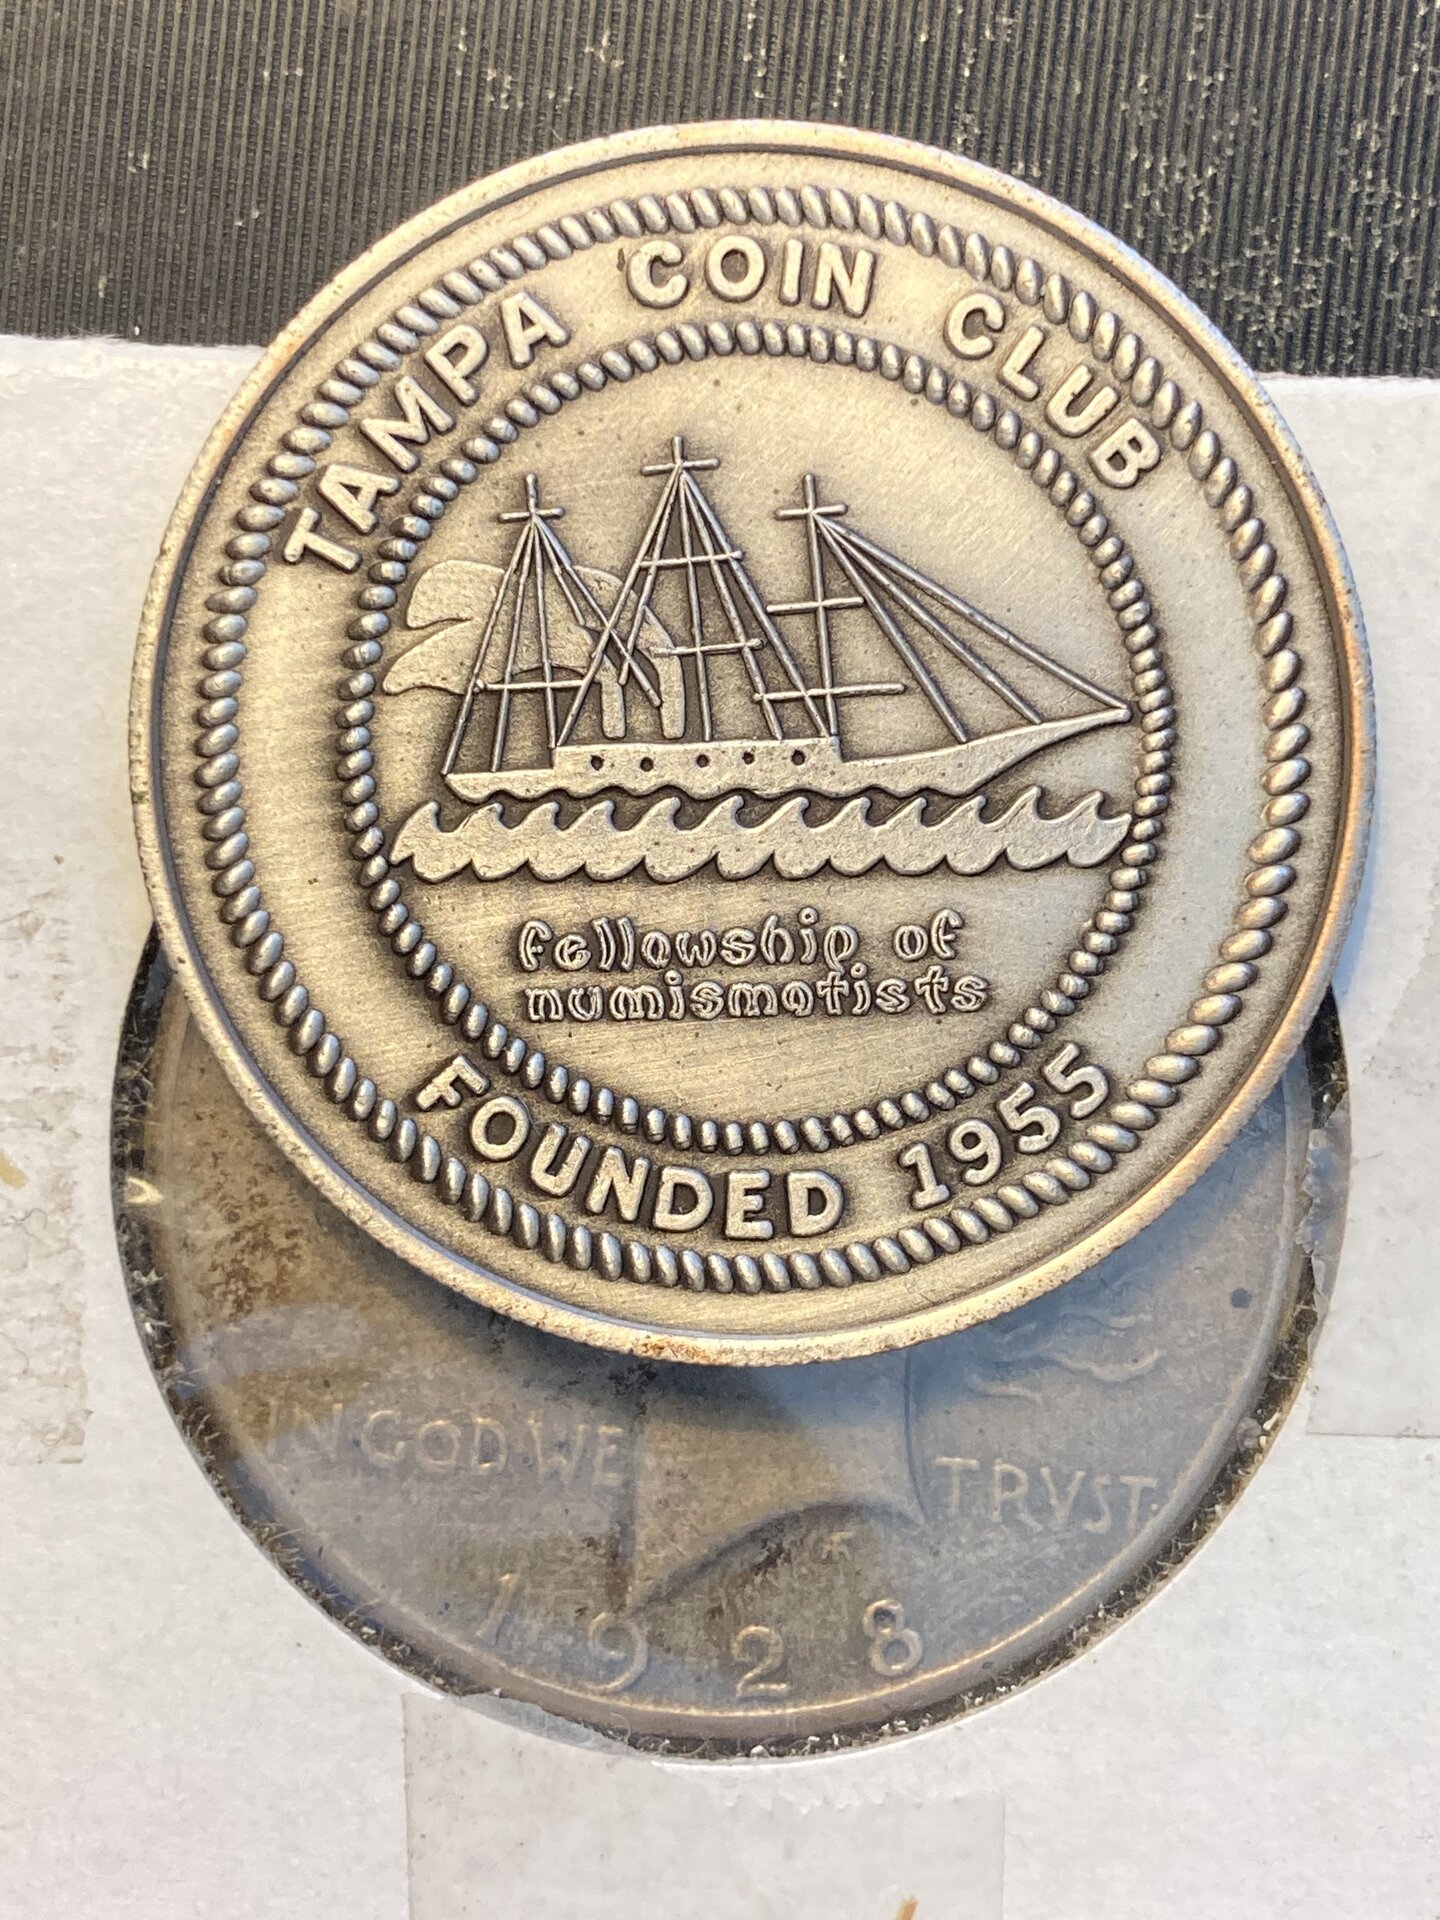 TAMPA COIN CLUB
fellowship of
numismatists
FOUNDED 1955
IN GOD WE TRVST
1928